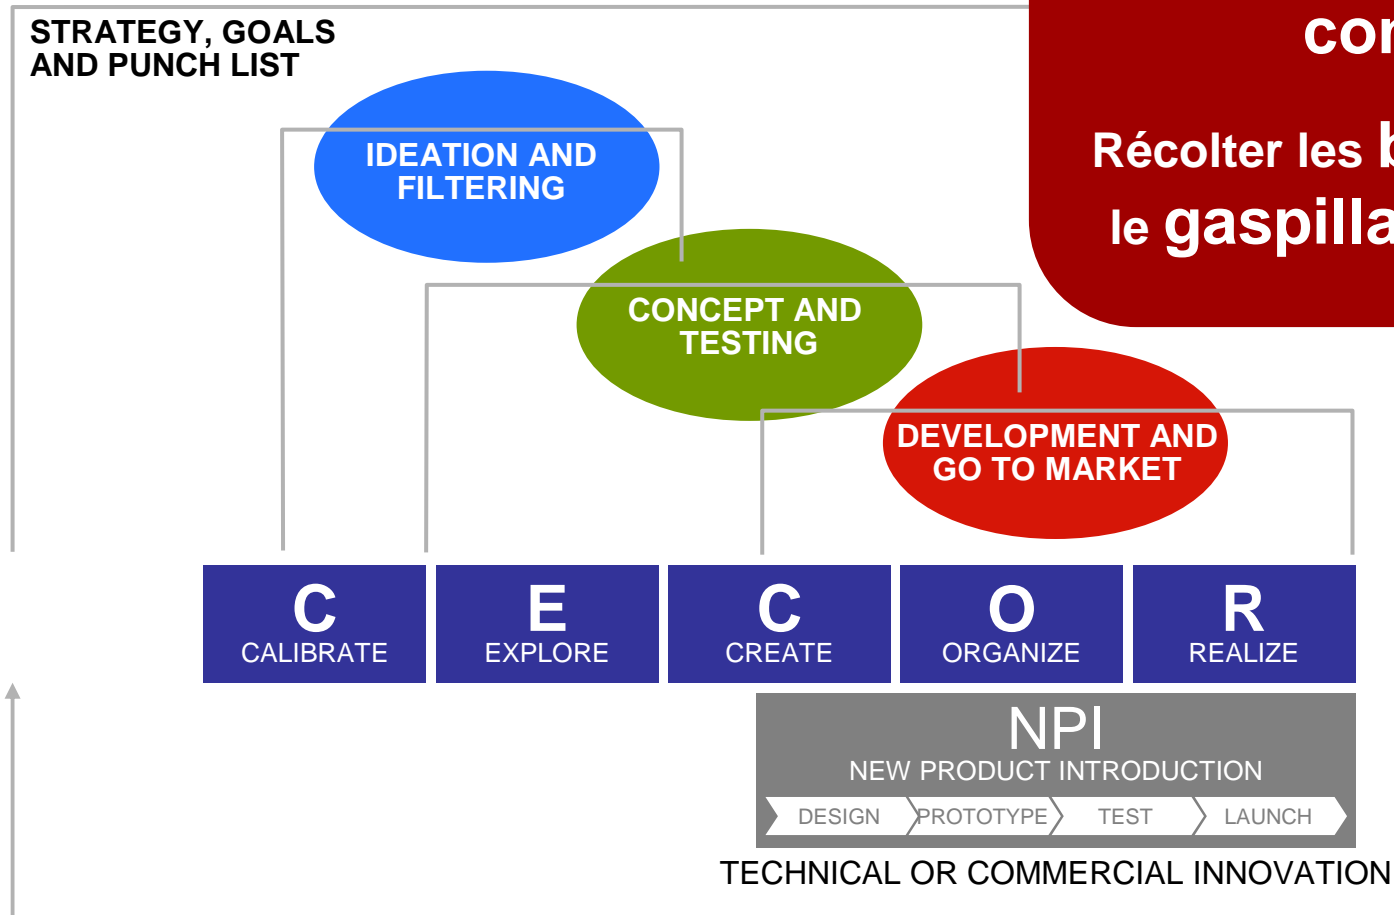 STRATEGY, GOALS
AND PUNCH LIST
Récolter les
le
IDEATION AND
FILTERING
CONCEPT AND
TESTING
DEVELOPMENT AND
GO TO MARKET
C
CALIBRATE
E
EXPLORE
C
CREATE
O
ORGANIZE
R
REALIZE
NPI
NEW PRODUCT INTRODUCTION
DESIGN
PROTOTYPE
TEST
LAUNCH
TECHNICAL OR COMMERCIAL INNOVATION